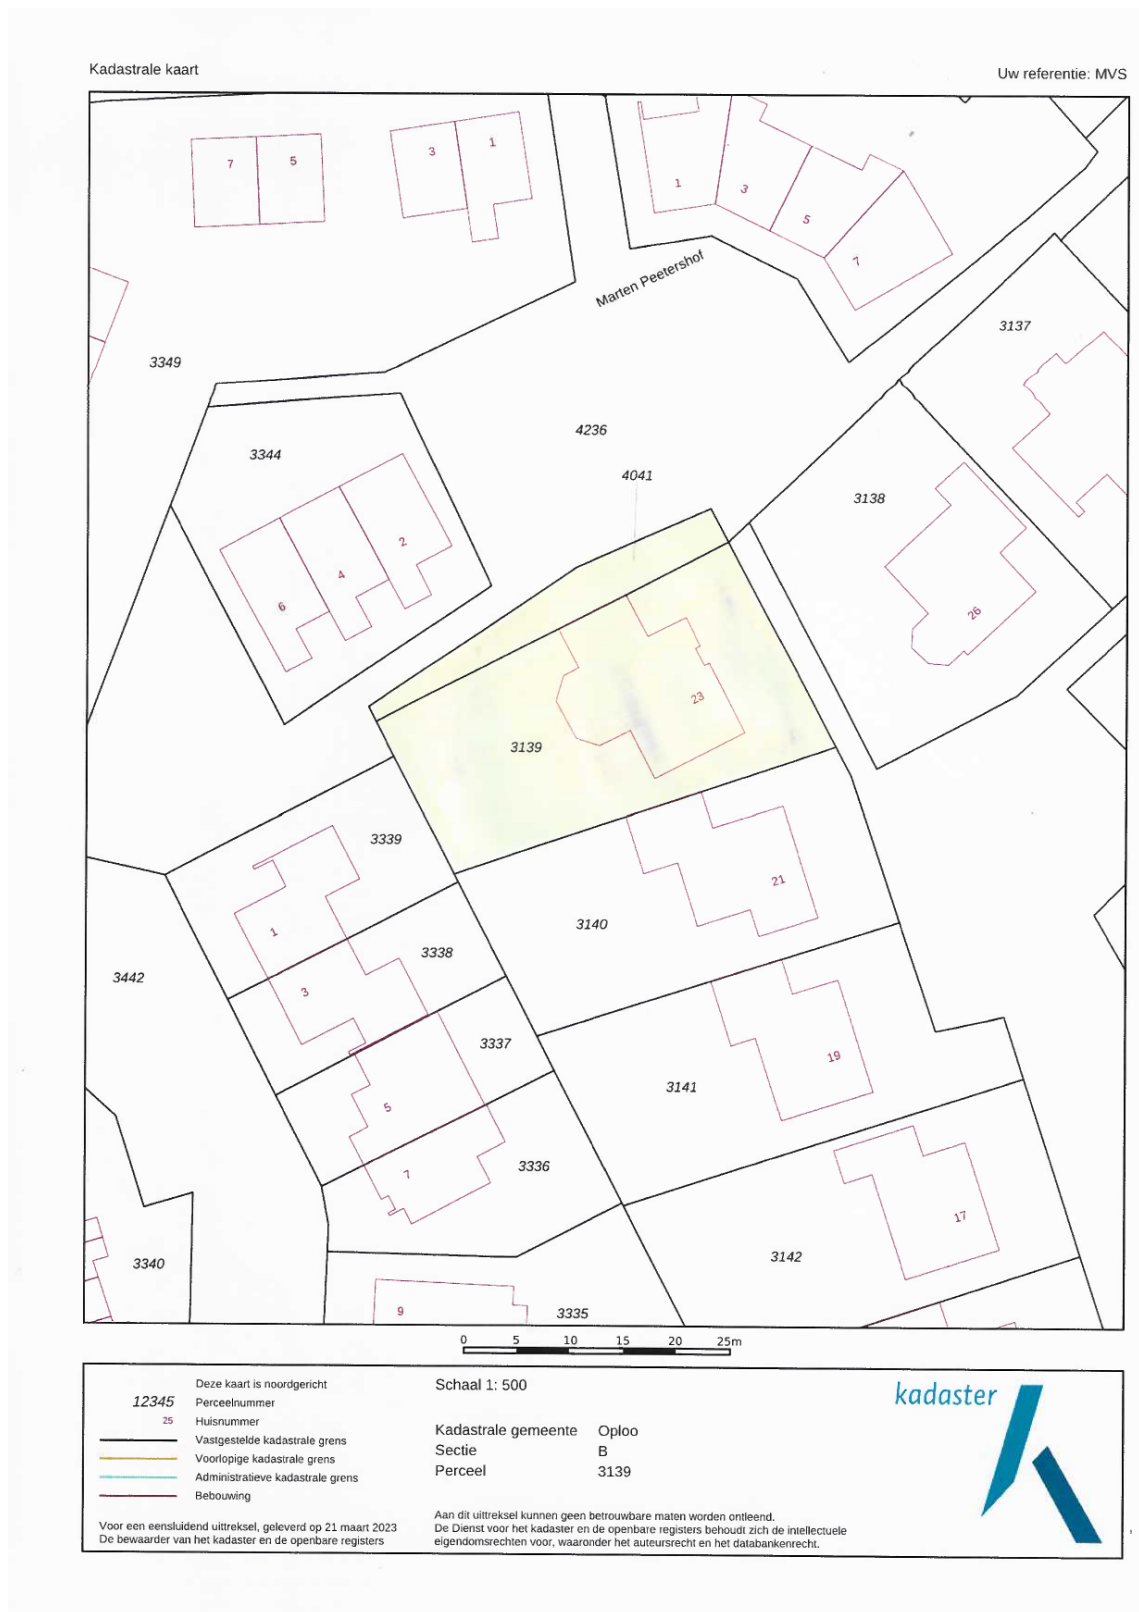 Kadastrale kaart
Uw referentie: MVS
7
5
3
1
1
3
5
7
Marten Peetershof
3137
3349
4236
3344
4041
3138
2
4
6
26
23
3139
3339
21
1
3140
3338
3442
3
3337
19
3141
5
3336
7
17
3142
3340
9
3335
0 5 10 15 20 25m
Deze kaart is noordgericht
12345 Perceelnummer
25 Huisnummer
Vastgestelde kadastrale grens
Voorlopige kadastrale grens
Administratieve kadastrale grens
Bebouwing
Voor een eensluidend uittreksel, geleverd op 21 maart 2023
De bewaarder van het kadaster en de openbare registers
Schaal 1: 500
Kadastrale gemeente Oploo
Sectie B
Perceel 3139
Aan dit uittreksel kunnen geen betrouwbare maten worden ontleend.
De Dienst voor het kadaster en de openbare registers behoudt zich de intellectuele
eigendomsrechten voor, waaronder het auteursrecht en het databankenrecht.
kadaster